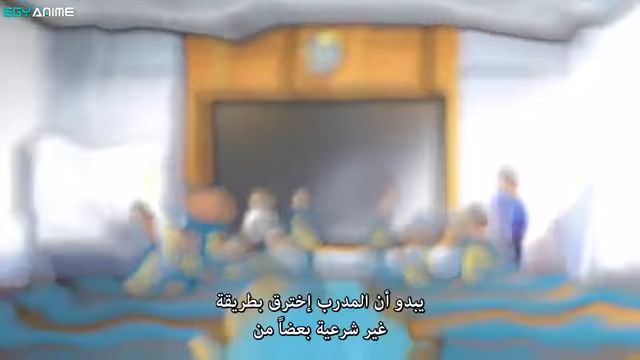 EGYANIME
يبدو أن المدرب إخترق بطريقة
غير شرعية بعضاً من